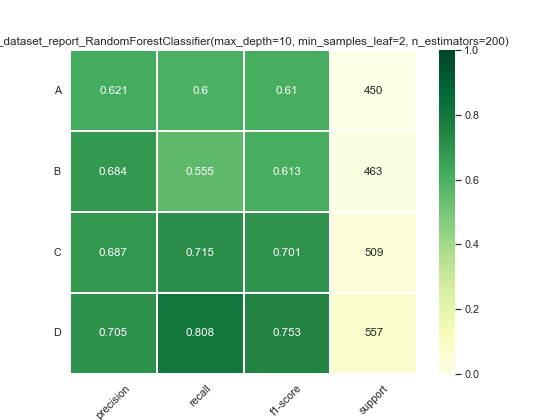 _dataset_report_RandomForestClassifier(max_depth=10, min_samples_leaf=2, n_estimators=200)
A 0.621 0.6 0.61 450
B 0.684 0.555 0.613 463
C 0.687 0.715 0.701 509
D 0.705 0.808 0.753 557
precision recall f1-score support
1.0
0.8
0.6
0.4
0.2
0.0